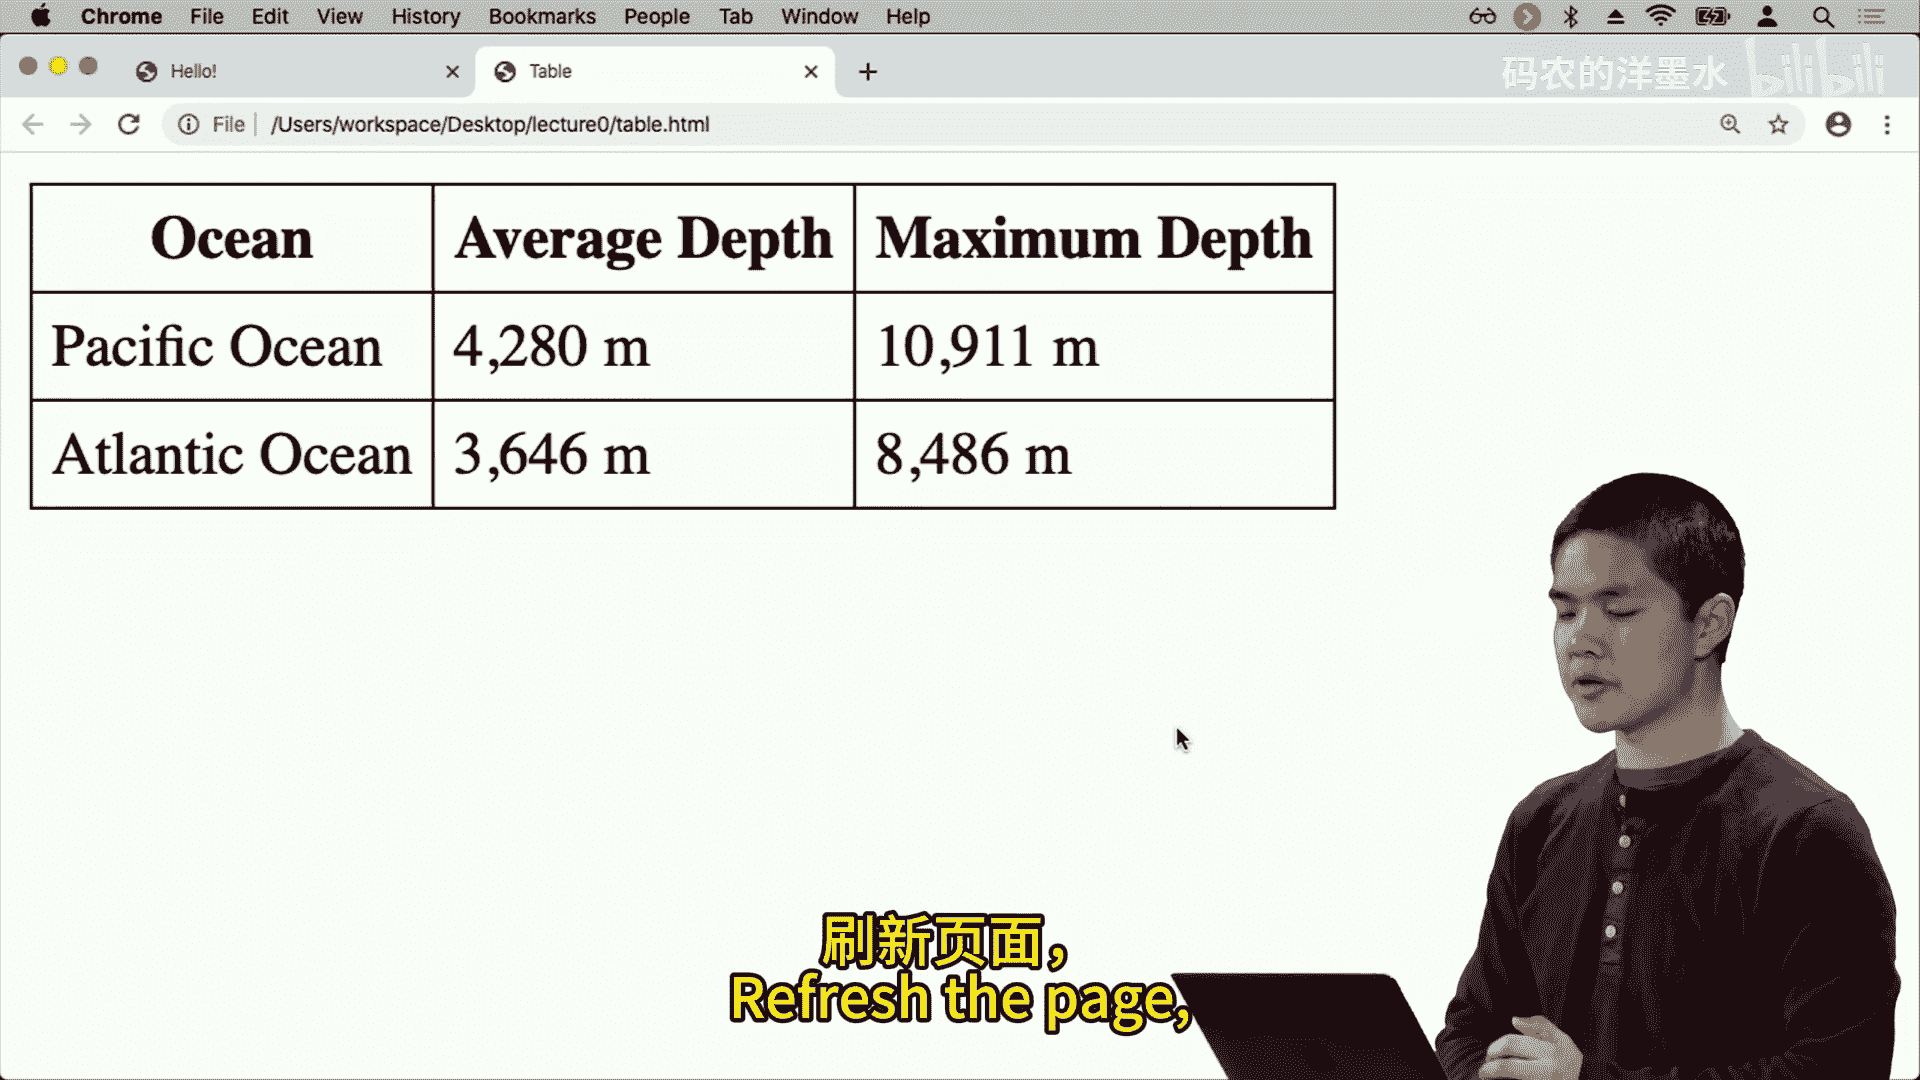 Chrome File Edit View History Bookmarks People Tab Window Help
Hello! Table
码农的洋墨水 bilibili
File /Users/workspace/Desktop/lecture0/table.html
Ocean Average Depth Maximum Depth
Pacific Ocean 4,280 m 10,911 m
Atlantic Ocean 3,646 m 8,486 m
刷新页面，
Refresh the page,